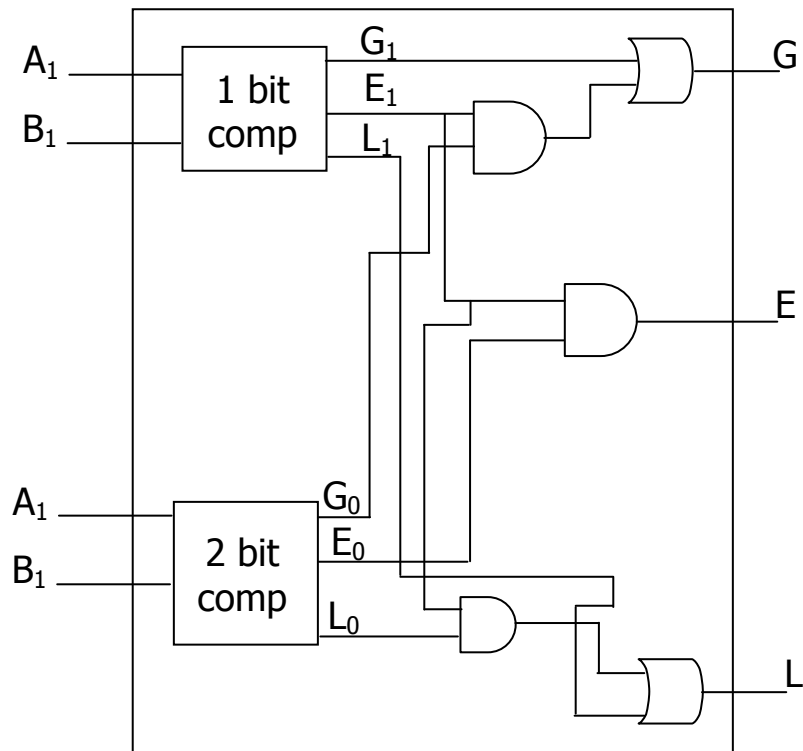 A₁
B₁
1 bit
comp
G₁
E₁
L₁
G
E
A₁
B₁
2 bit
comp
G₀
E₀
L₀
L